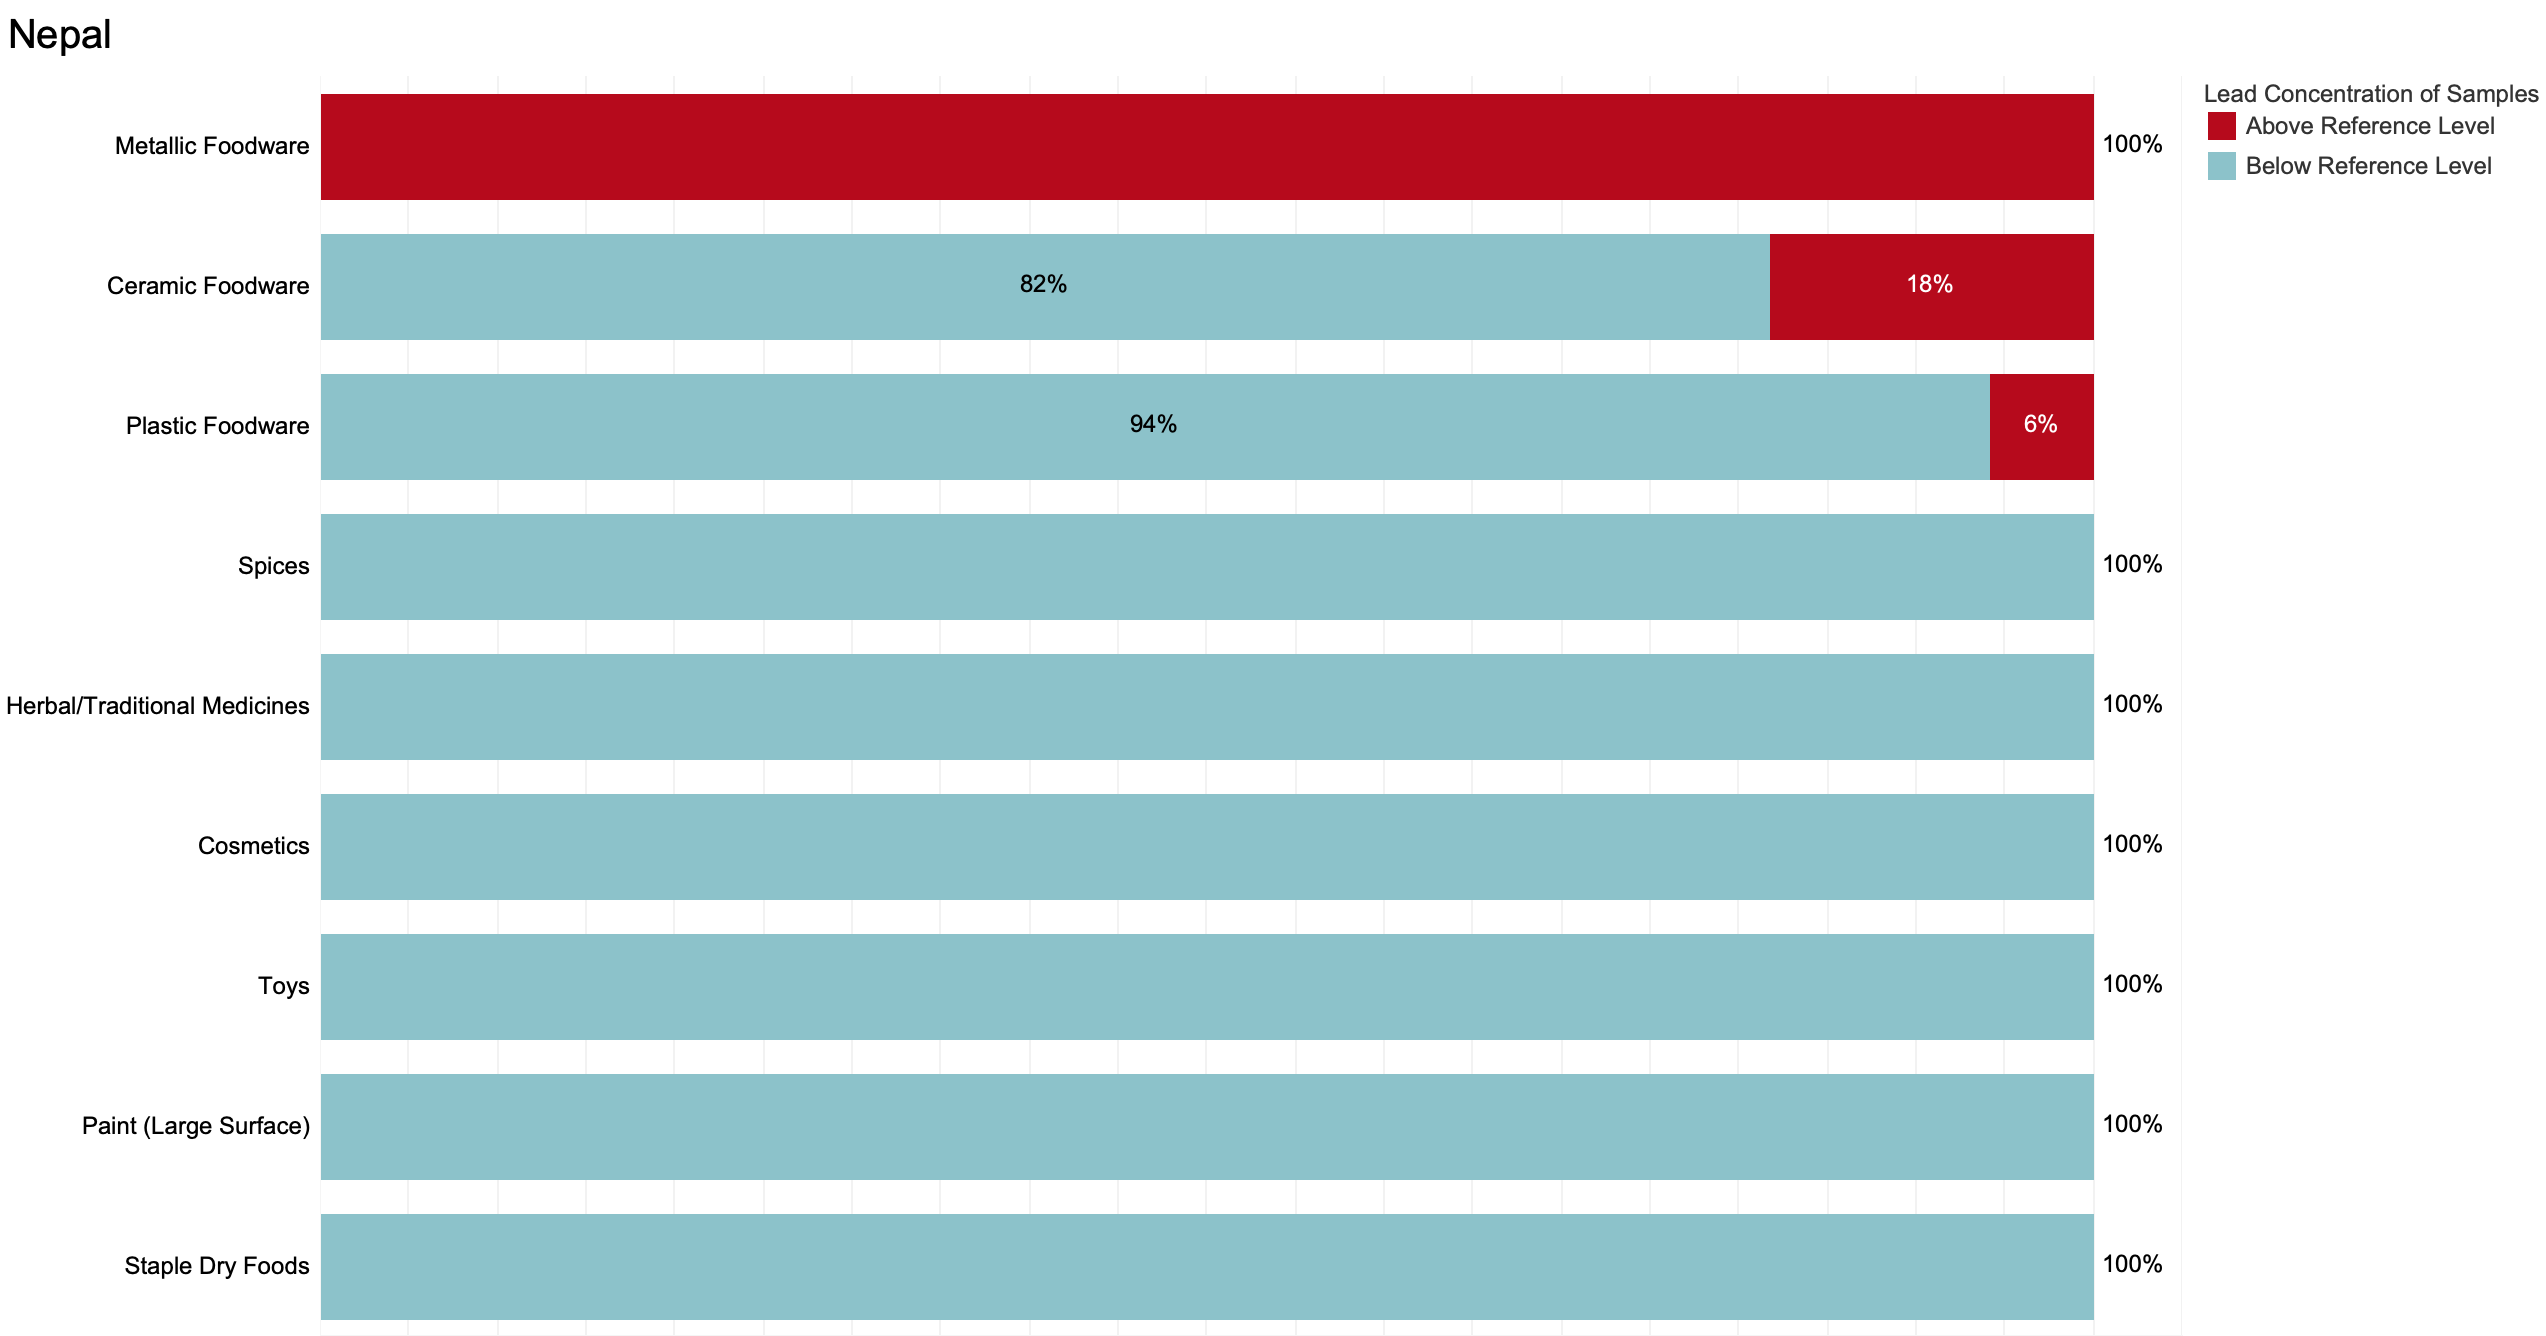 Nepal
Lead Concentration of Samples
Above Reference Level
Below Reference Level
Metallic Foodware
100%
Ceramic Foodware
82%
18%
Plastic Foodware
94%
6%
Spices
100%
Herbal/Traditional Medicines
100%
Cosmetics
100%
Toys
100%
Paint (Large Surface)
100%
Staple Dry Foods
100%